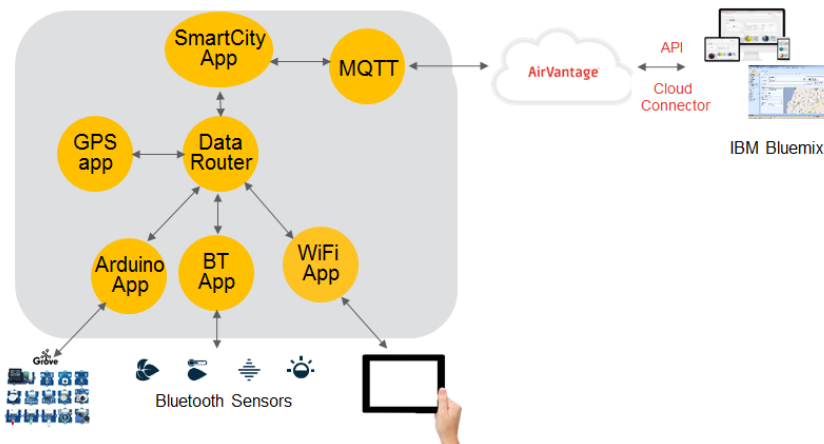 SmartCity
App
MQTT
AirVantage
API
Cloud
Connector
IBM Bluemix
GPS
app
Data
Router
Arduino
App
BT
App
WiFi
App
Grove
Bluetooth Sensors